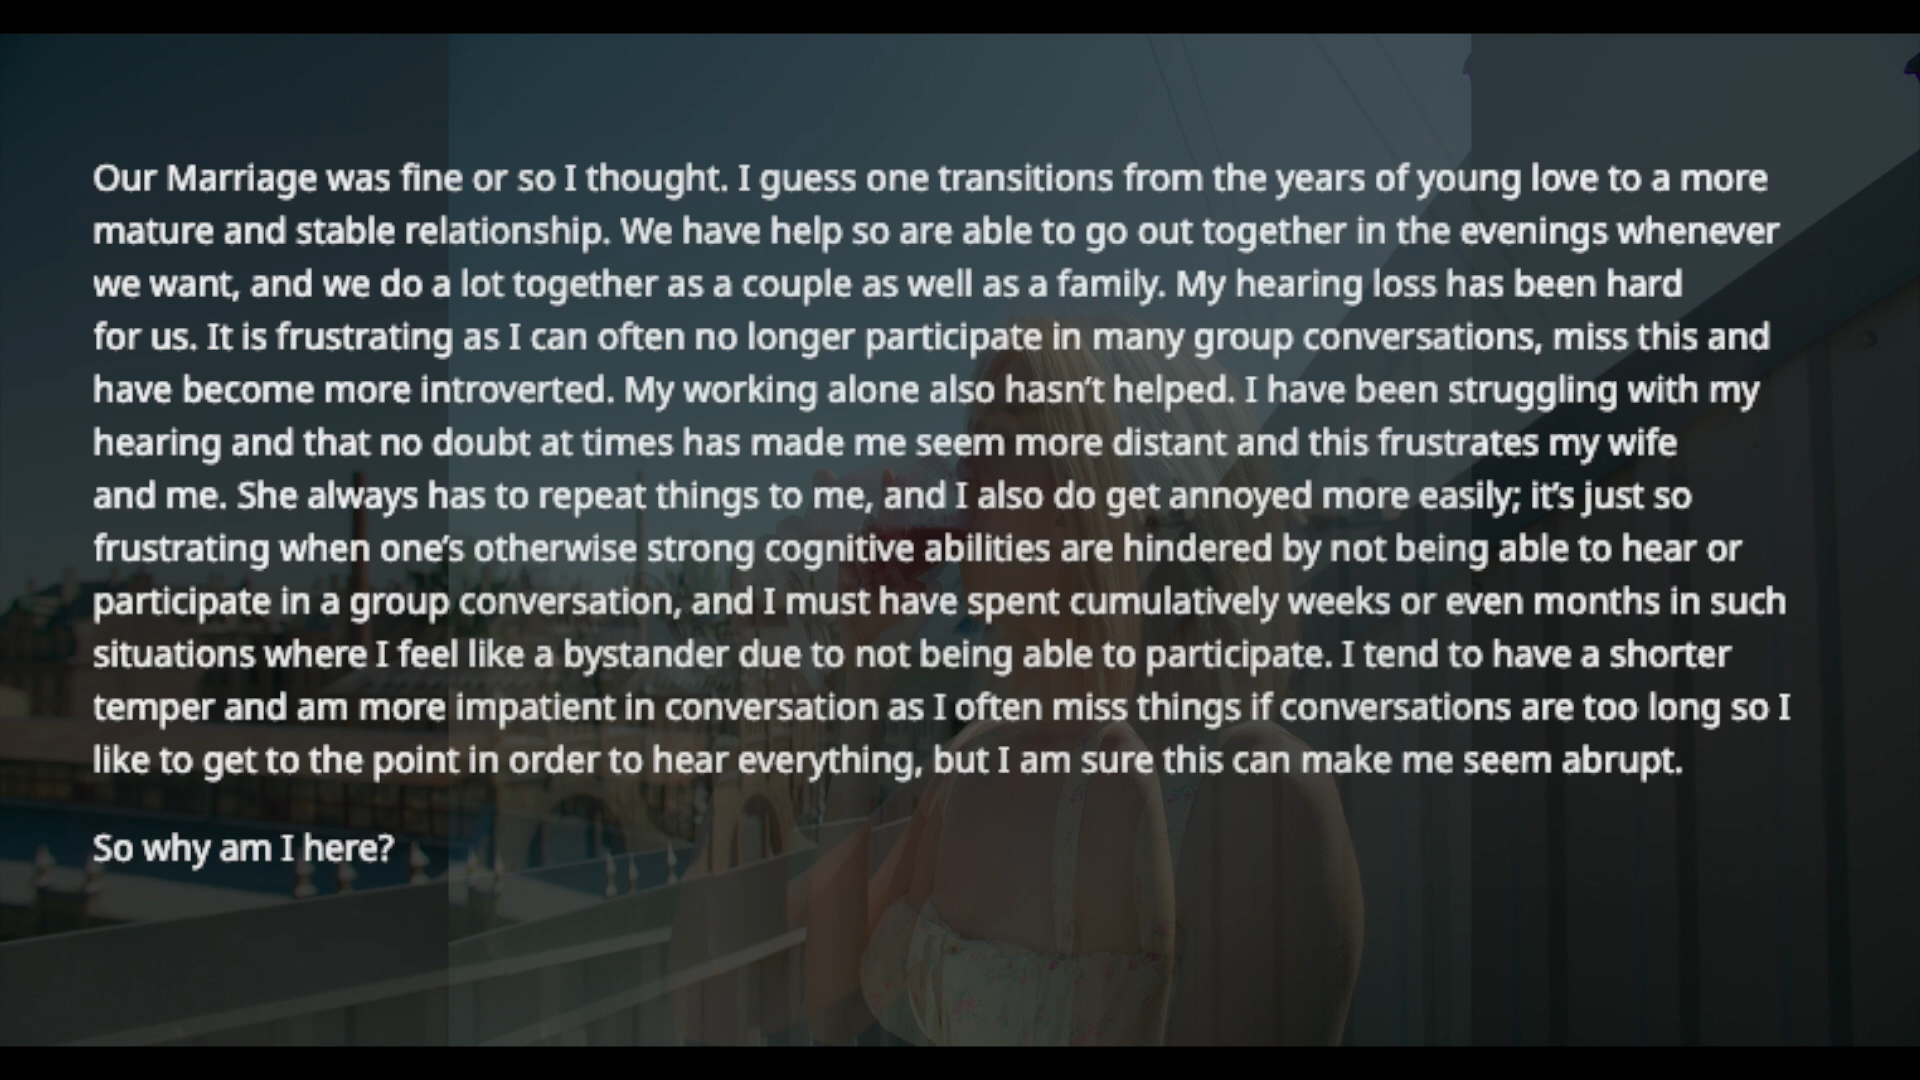 Our Marriage was fine or so I thought. I guess one transitions from the years of young love to a more
mature and stable relationship. We have help so are able to go out together in the evenings whenever
we want, and we do a lot together as a couple as well as a family. My hearing loss has been hard
for us. It is frustrating as I can often no longer participate in many group conversations, miss this and
have become more introverted. My working alone also hasn’t helped. I have been struggling with my
hearing and that no doubt at times has made me seem more distant and this frustrates my wife
and me. She always has to repeat things to me, and I also do get annoyed more easily; it’s just so
frustrating when one’s otherwise strong cognitive abilities are hindered by not being able to hear or
participate in a group conversation, and I must have spent cumulatively weeks or even months in such
situations where I feel like a bystander due to not being able to participate. I tend to have a shorter
temper and am more impatient in conversation as I often miss things if conversations are too long so I
like to get to the point in order to hear everything, but I am sure this can make me seem abrupt.
So why am I here?